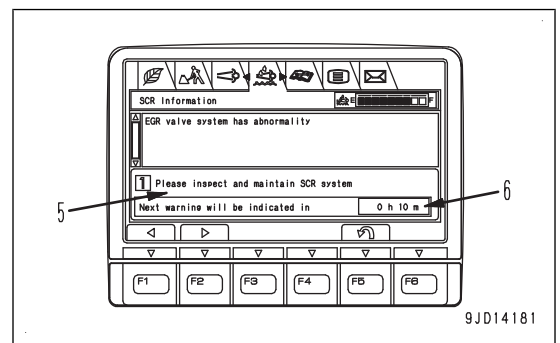 SCR Information
E F
EGR valve system has abnormality
1 Please inspect and maintain SCR system
5
6
Next warning will be indicated in 0 h 10 m
F1 F2 F3 F4 F5 F6
9JD14181